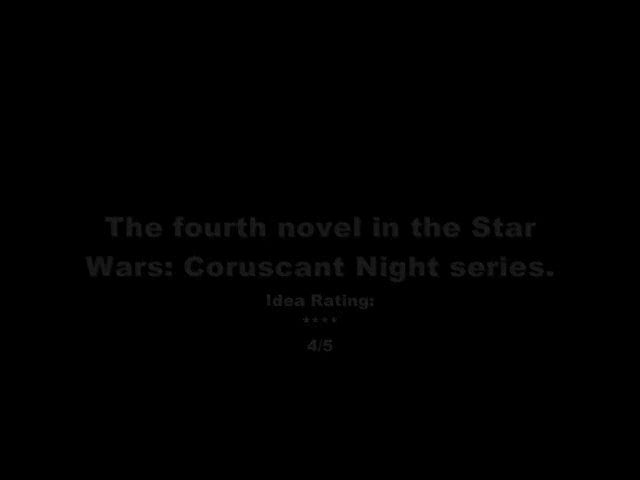 The fourth novel in the Star
Wars: Coruscant Night series.
Idea Rating:
****
4/5